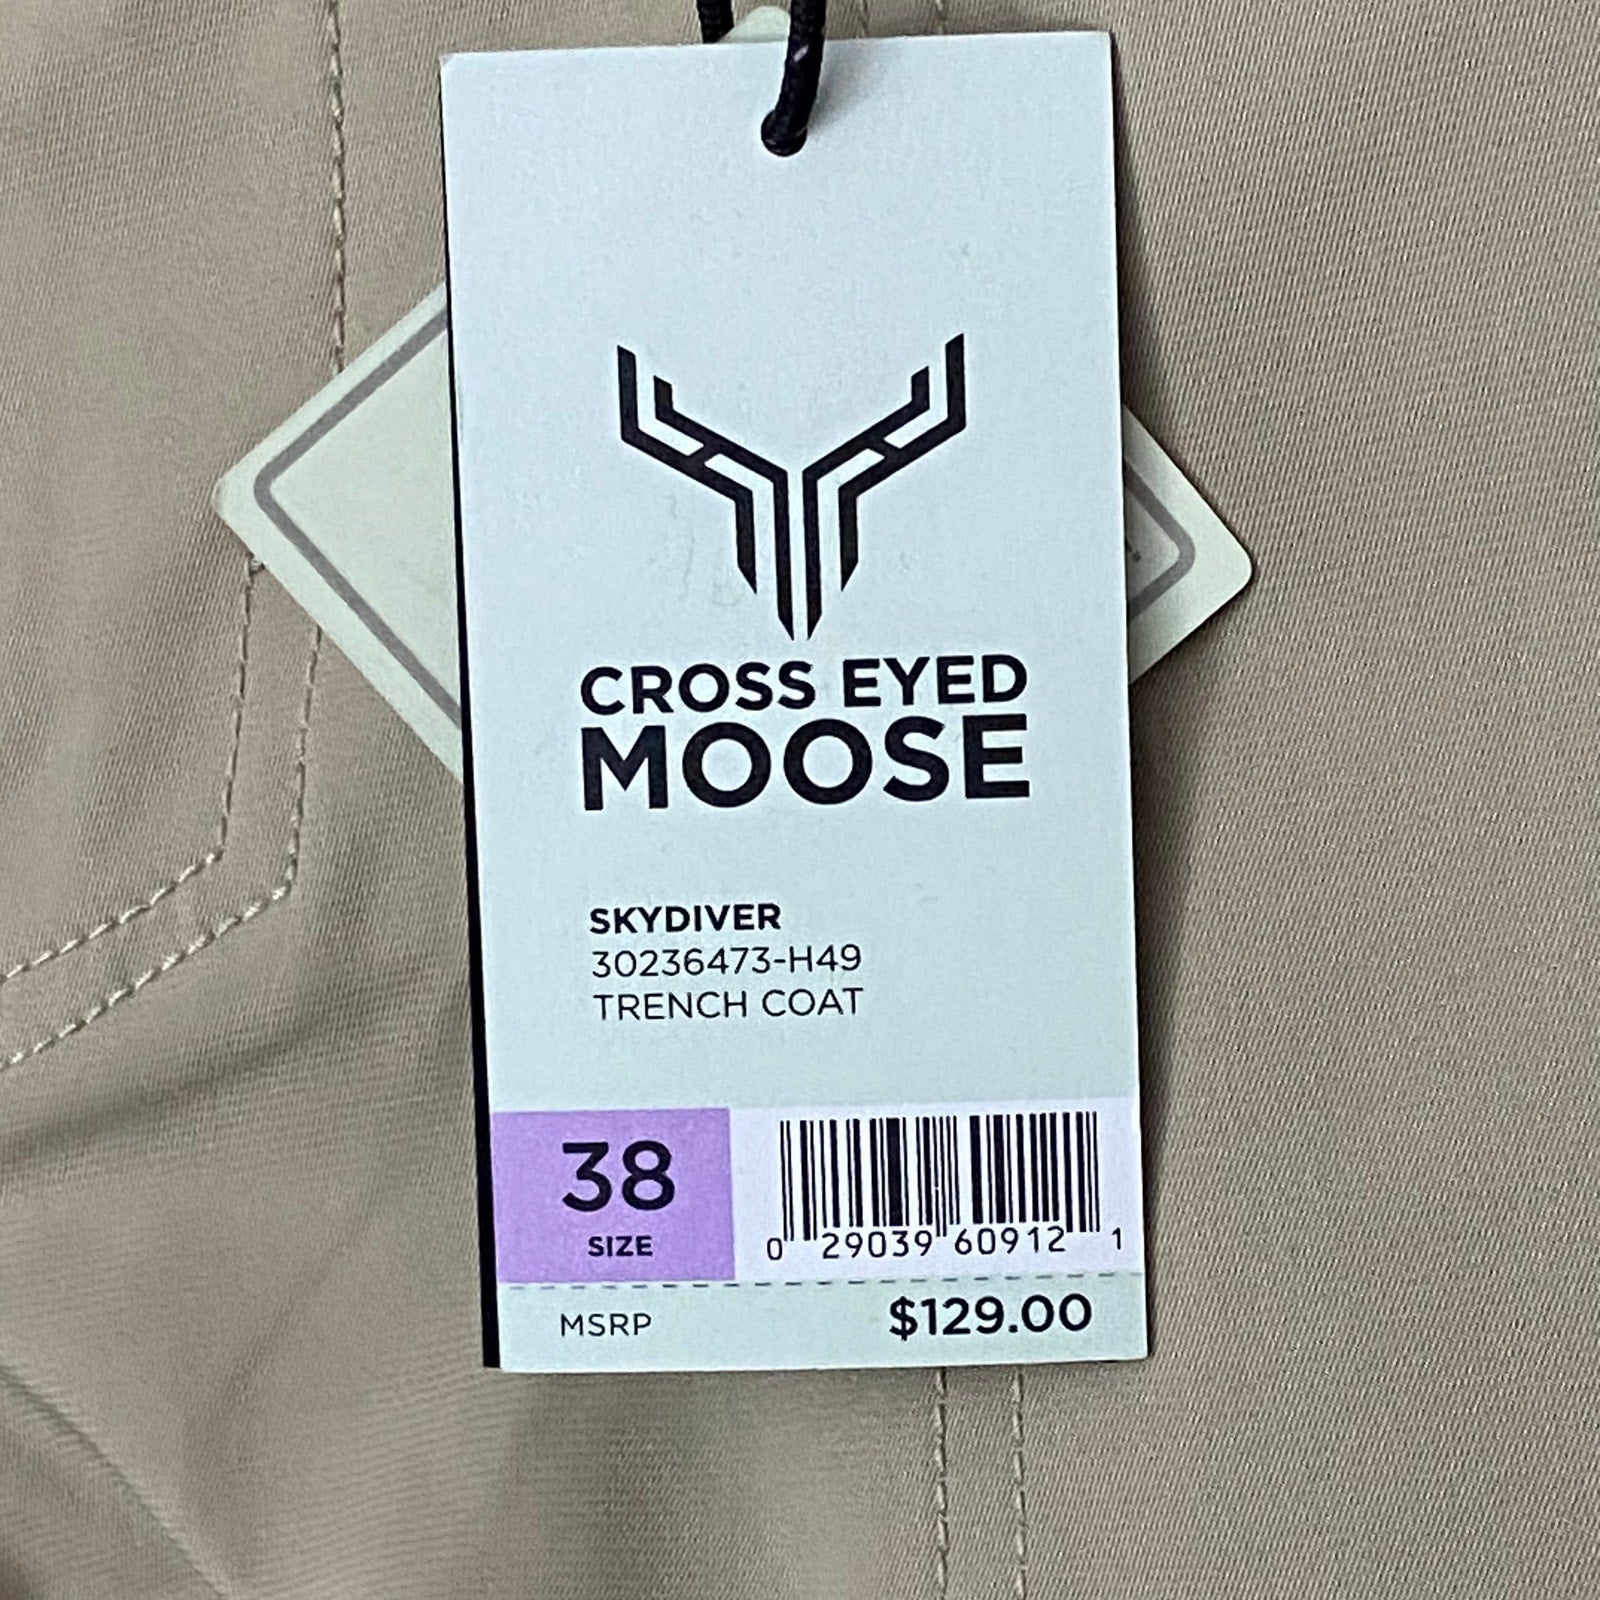 CROSS EYED
MOOSE
SKYDIVER
30236473-H49
TRENCH COAT
38
SIZE
0 29039 60912 1
MSRP
$129.00